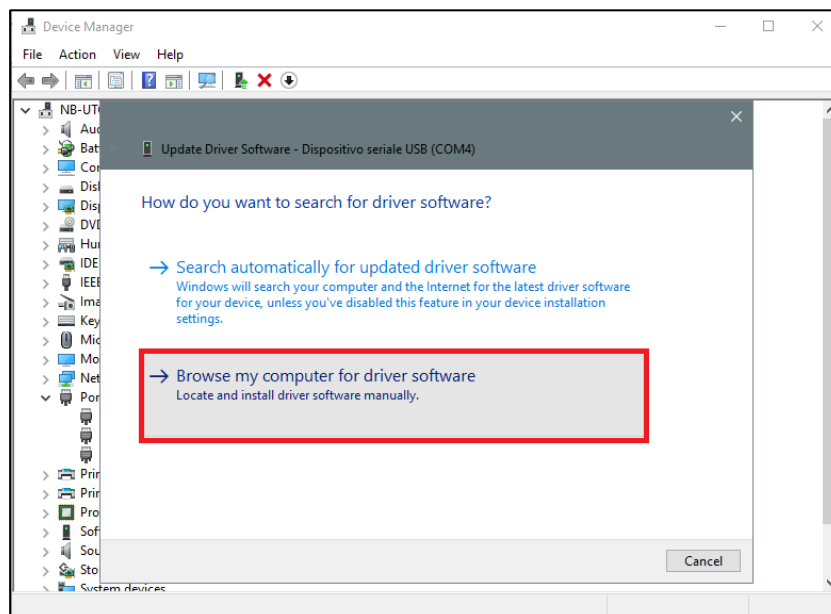 Device Manager
File Action View Help
NB-UT
Update Driver Software - Dispositivo seriale USB (COM4)
How do you want to search for driver software?
Search automatically for updated driver software
Windows will search your computer and the Internet for the latest driver software
for your device, unless you've disabled this feature in your device installation
settings.
Browse my computer for driver software
Locate and install driver software manually.
Aud
Bat
Cor
Disl
Disp
DVD
Hu
IDE
IEEE
Ima
Key
Mic
Mo
Net
Por
Prir
Prir
Pro
Sof
Sou
Sto
System devices
Cancel